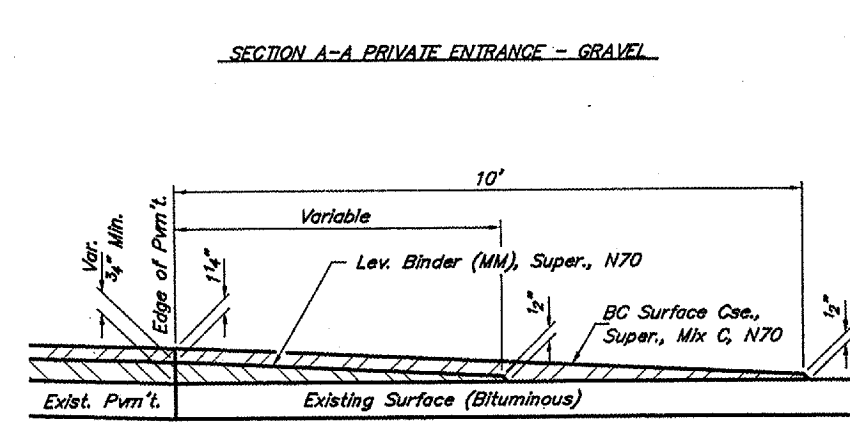 SECTION A-A PRIVATE ENTRANCE - GRAVEL
10'
Variable
Var.
3/4" Min.
Edge of Pvm't.
1 1/4"
Lev. Binder (MM), Super., N70
1/2"
BC Surface Cse.,
Super., Mix C, N70
1/2"
Exist. Pvm't.
Existing Surface (Bituminous)